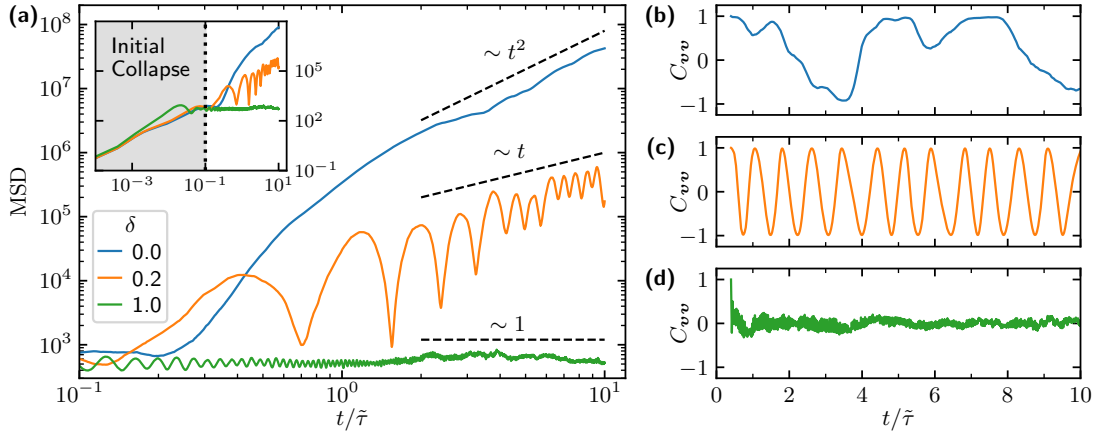 (a)
10^8
10^7
10^6
10^5
10^4
10^3
MSD
Initial
Collapse
10^5
10^2
10^−1
10^−3
10^−1
10^1
∼ t^2
∼ t
∼ 1
δ
0.0
0.2
1.0
10^−1
10^0
10^1
t/τ̃
(b)
C_vv
1
0
−1
(c)
C_vv
1
0
−1
(d)
C_vv
1
0
−1
0 2 4 6 8 10
t/τ̃